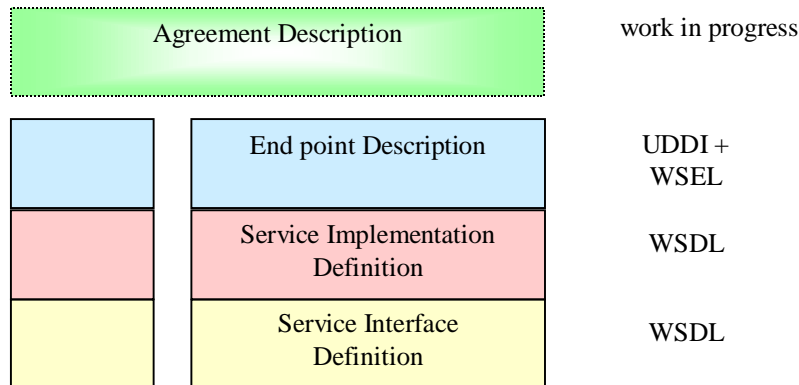 Agreement Description
work in progress
End point Description
UDDI +
WSEL
Service Implementation
Definition
WSDL
Service Interface
Definition
WSDL